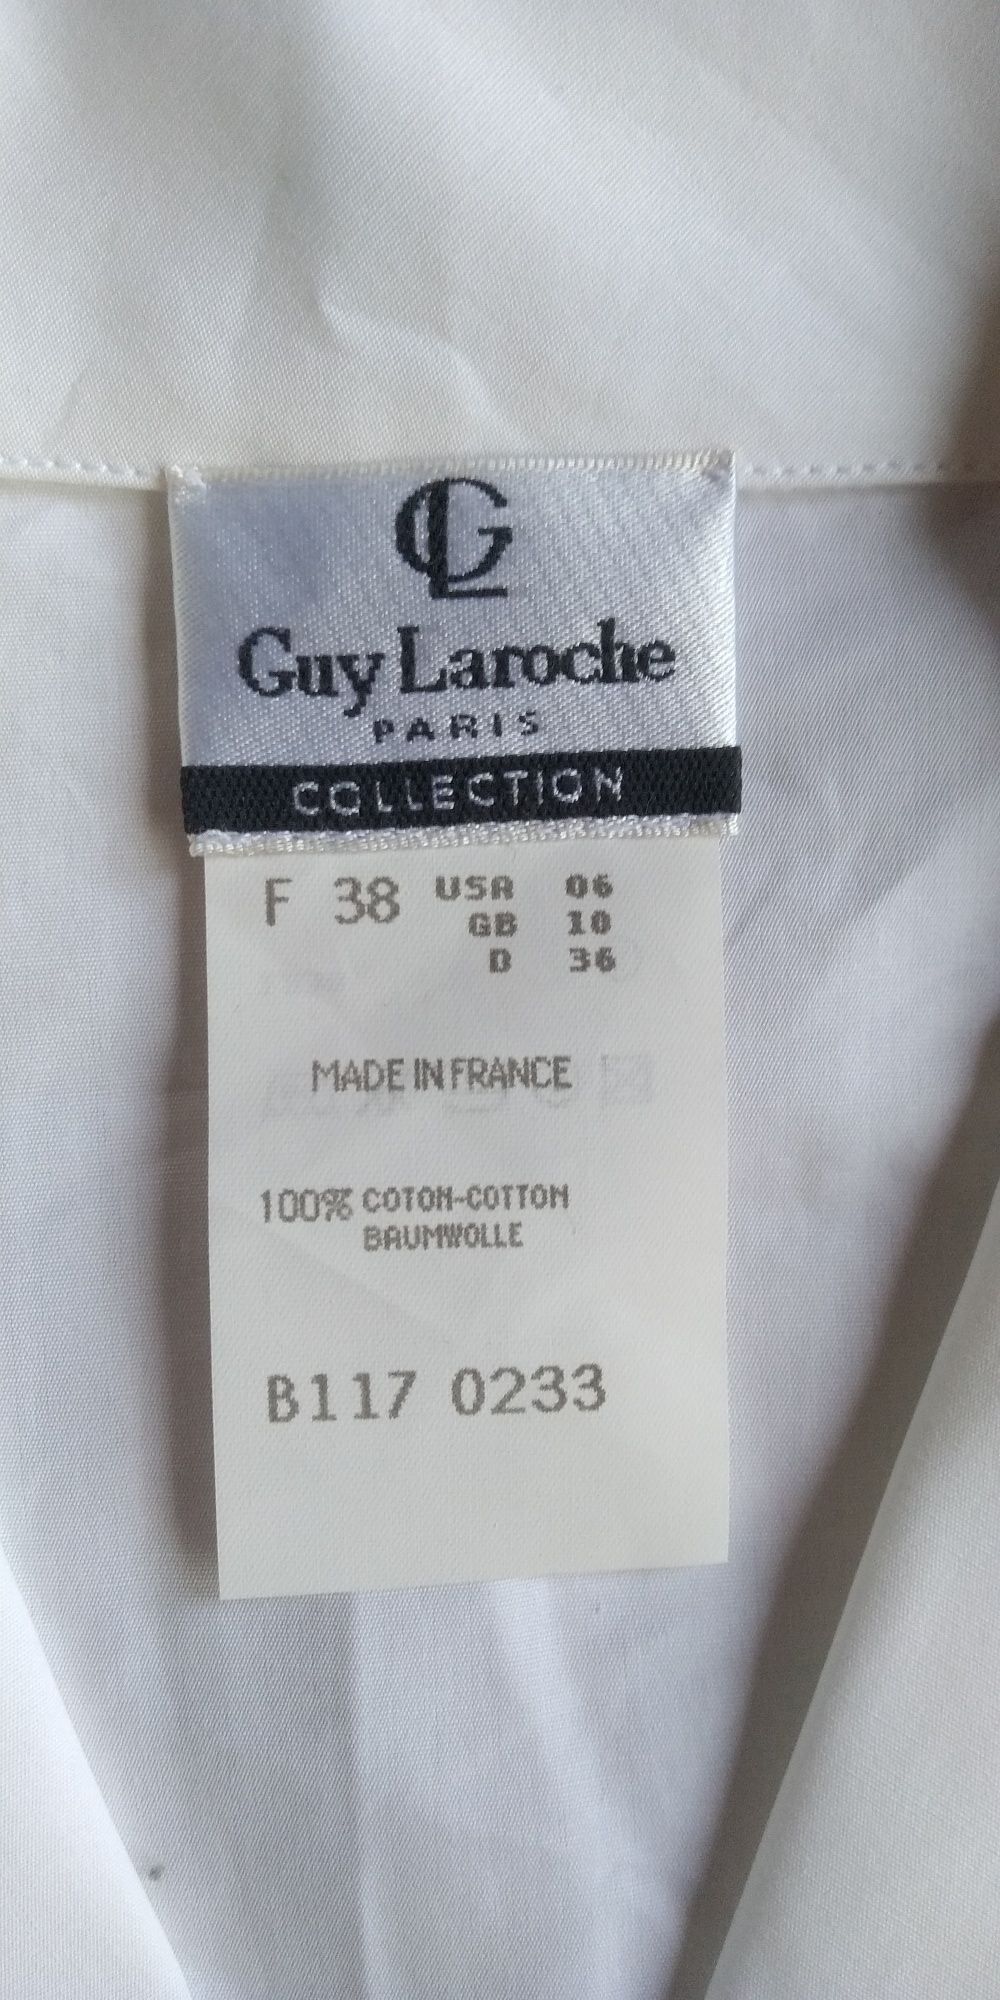 GL
Guy Laroche
PARIS
COLLECTION
F 38 USA 06
GB 10
D 36
MADE IN FRANCE
100% COTON-COTTON
BAUMWOLLE
B117 0233